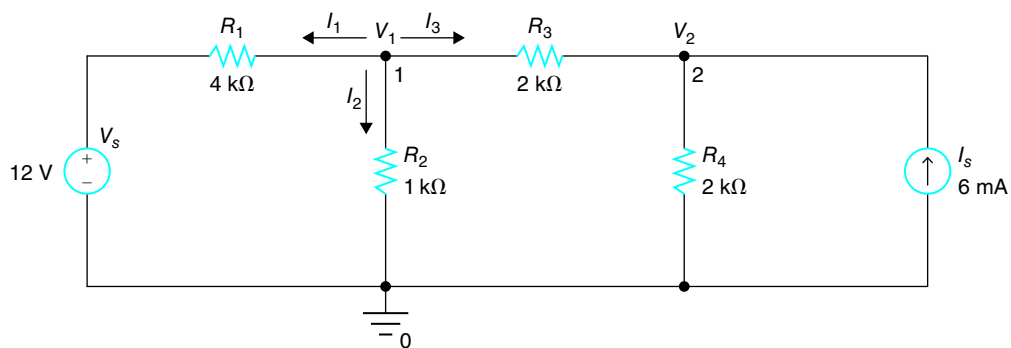 R1
4 kΩ
I1
V1
I3
1
I2
R3
2 kΩ
V2
2
Vs
+
−
12 V
R2
1 kΩ
R4
2 kΩ
Is
6 mA
0